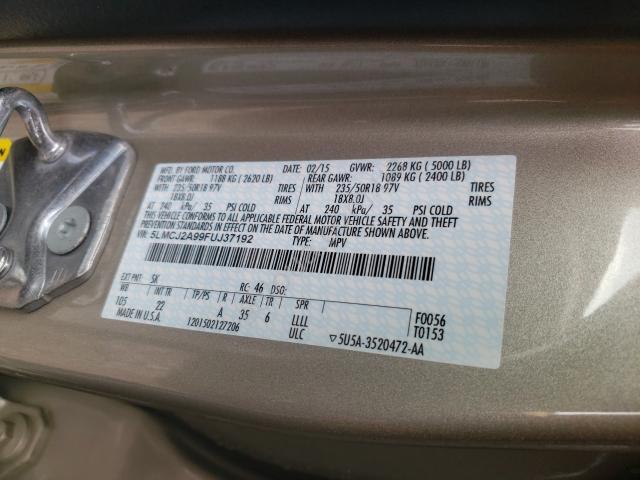 MFD. BY FORD MOTOR CO.
02/15 GVWR: 2268 KG ( 5000 LB)
FRONT GAWR: 1188 KG ( 2620 LB) REAR GAWR: 1089 KG ( 2400 LB)
WITH 235/50R18 97V TIRES WITH 235/50R18 97V TIRES
18X8.0J RIMS 18X8.0J RIMS
AT 240 kPa/ 35 PSI COLD AT 240 kPa/ 35 PSI COLD
THIS VEHICLE CONFORMS TO ALL APPLICABLE FEDERAL MOTOR VEHICLE SAFETY AND THEFT
PREVENTION STANDARDS IN EFFECT ON THE DATE OF MANUFACTURE SHOWN ABOVE.
VIN: 5LMCJ2A99FUJ37192 TYPE: MPV
EXT PNT: SK RC: 46 DSO:
WB INT TR TP/PS R AXLE TR SPR
105 22 A 35 6 LLLL F0056
MADE IN U.S.A. 1201502127206 ULC T0153
▽5U5A-3520472-AA